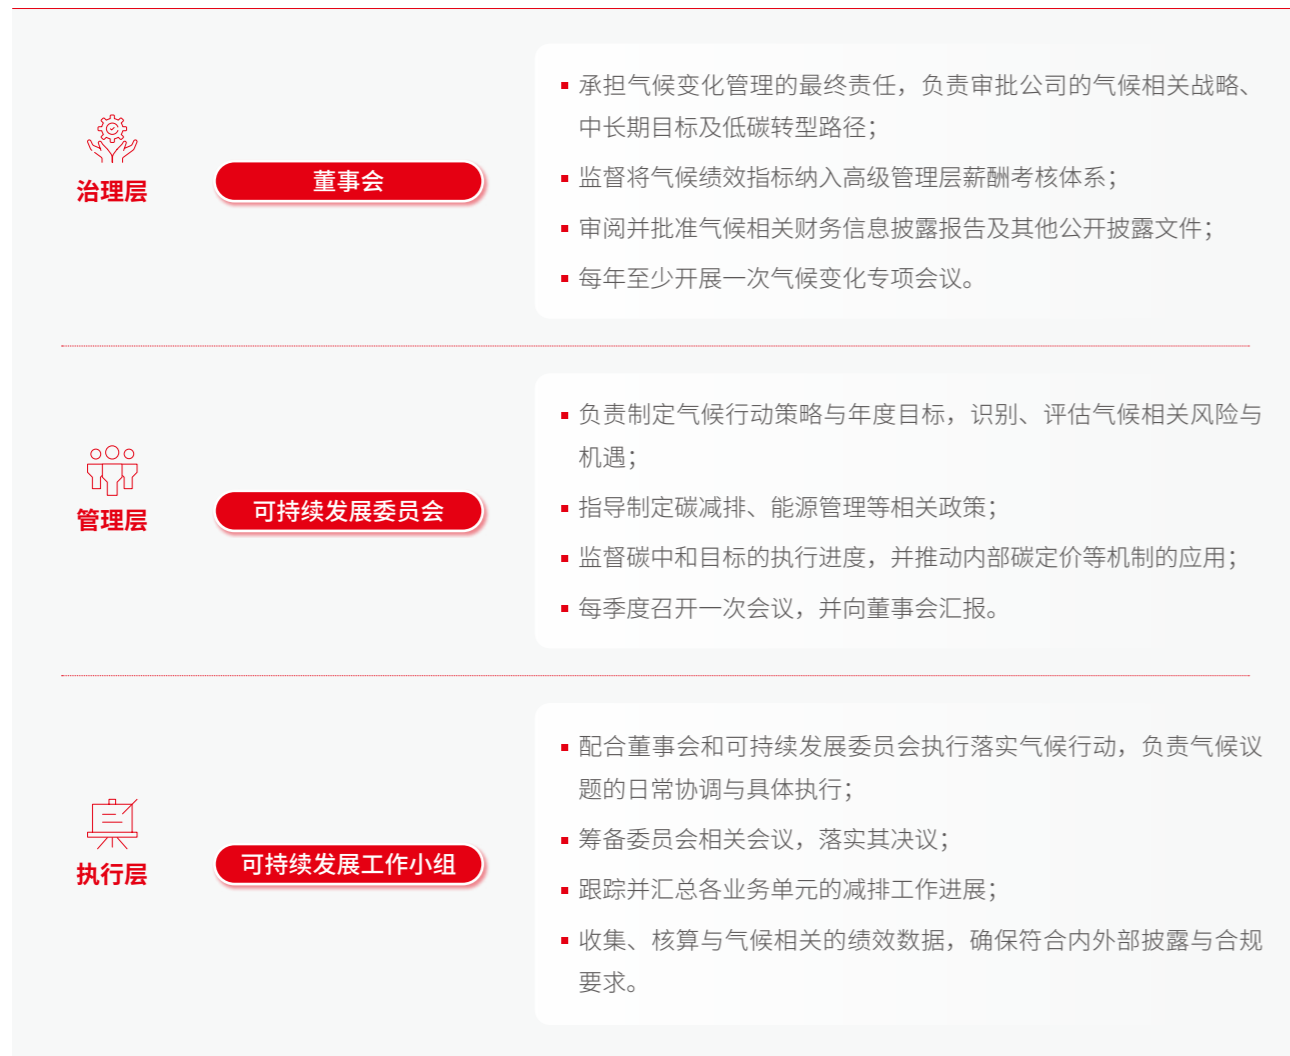 治理层
董事会
承担气候变化管理的最终责任，负责审批公司的气候相关战略、
中长期目标及低碳转型路径；
监督将气候绩效指标纳入高级管理层薪酬考核体系；
审阅并批准气候相关财务信息披露报告及其他公开披露文件；
每年至少开展一次气候变化专项会议。
管理层
可持续发展委员会
负责制定气候行动策略与年度目标，识别、评估气候相关风险与
机遇；
指导制定碳减排、能源管理等相关政策；
监督碳中和目标的执行进度，并推动内部碳定价等机制的应用；
每季度召开一次会议，并向董事会汇报。
执行层
可持续发展工作小组
配合董事会和可持续发展委员会执行落实气候行动，负责气候议
题的日常协调与具体执行；
筹备委员会相关会议，落实其决议；
跟踪并汇总各业务单元的减排工作进展；
收集、核算与气候相关的绩效数据，确保符合内外部披露与合规
要求。